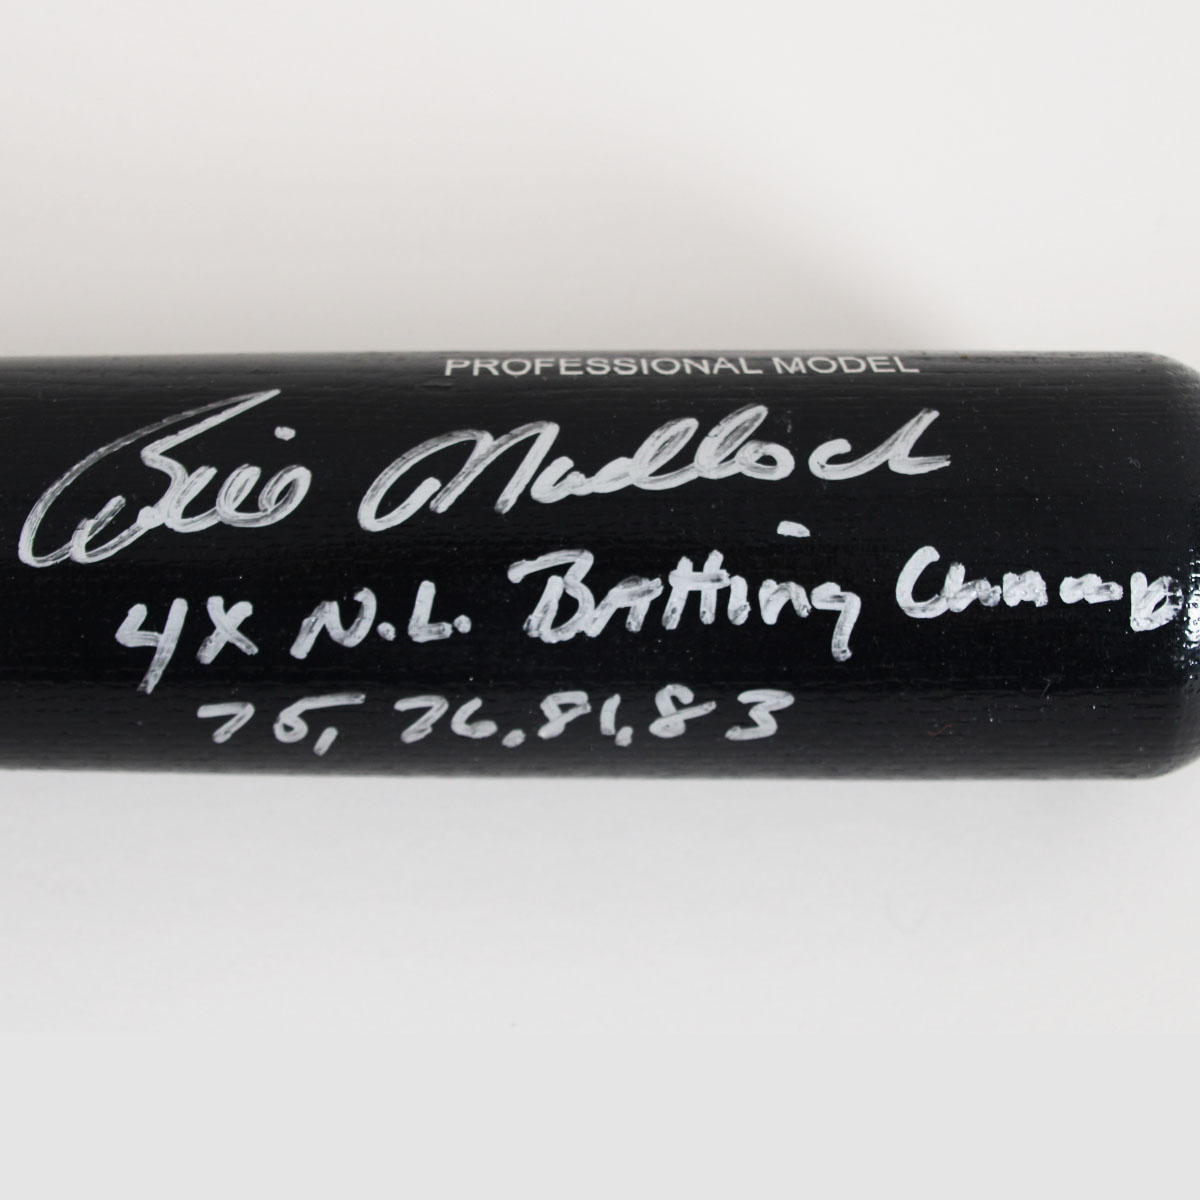 PROFESSIONAL MODEL
Bill Madlock
4X N.L. Batting Champ
75, 76, 81, 83